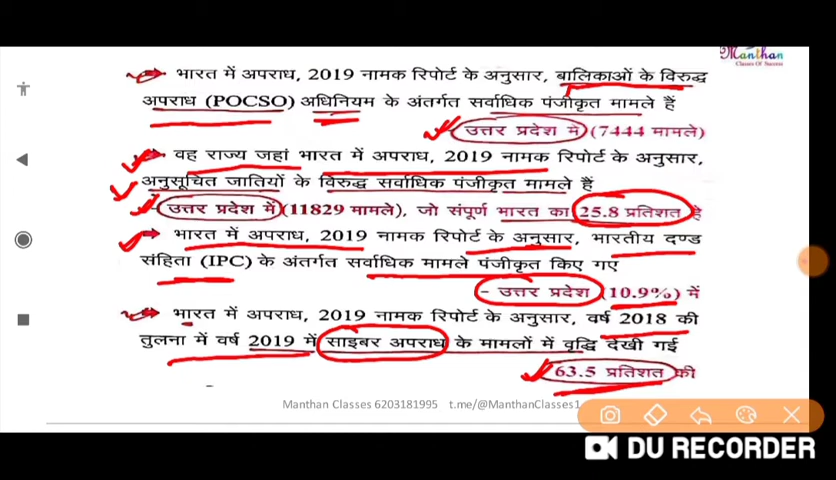 Manthan
Classes Of Success
भारत में अपराध, 2019 नामक रिपोर्ट के अनुसार, बालिकाओं के विरुद्ध
अपराध (POCSO) अधिनियम के अंतर्गत सर्वाधिक पंजीकृत मामले हैं
- उत्तर प्रदेश में (7444 मामले)
वह राज्य जहां भारत में अपराध, 2019 नामक रिपोर्ट के अनुसार,
अनुसूचित जातियों के विरुद्ध सर्वाधिक पंजीकृत मामले हैं
- उत्तर प्रदेश में (11829 मामले), जो संपूर्ण भारत का 25.8 प्रतिशत है
भारत में अपराध, 2019 नामक रिपोर्ट के अनुसार, भारतीय दण्ड
संहिता (IPC) के अंतर्गत सर्वाधिक मामले पंजीकृत किए गए
- उत्तर प्रदेश (10.9%) में
भारत में अपराध, 2019 नामक रिपोर्ट के अनुसार, वर्ष 2018 की
तुलना में वर्ष 2019 में साइबर अपराध के मामलों में वृद्धि देखी गई
63.5 प्रतिशत की
Manthan Classes 6203181995 t.me/@ManthanClasses1
DU RECORDER